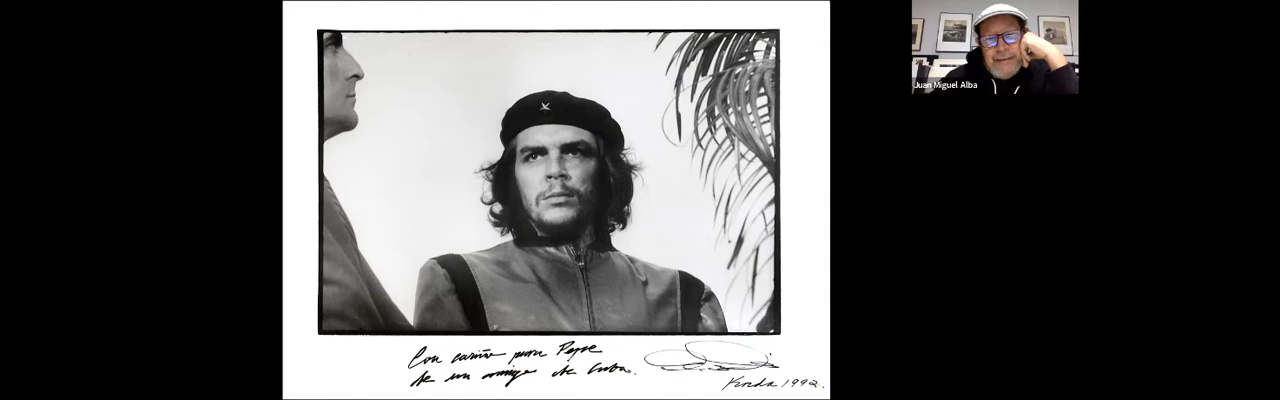 Con cariño para Pepe
de un amigo de Cuba.
Korda 1992.
Juan Miguel Alba